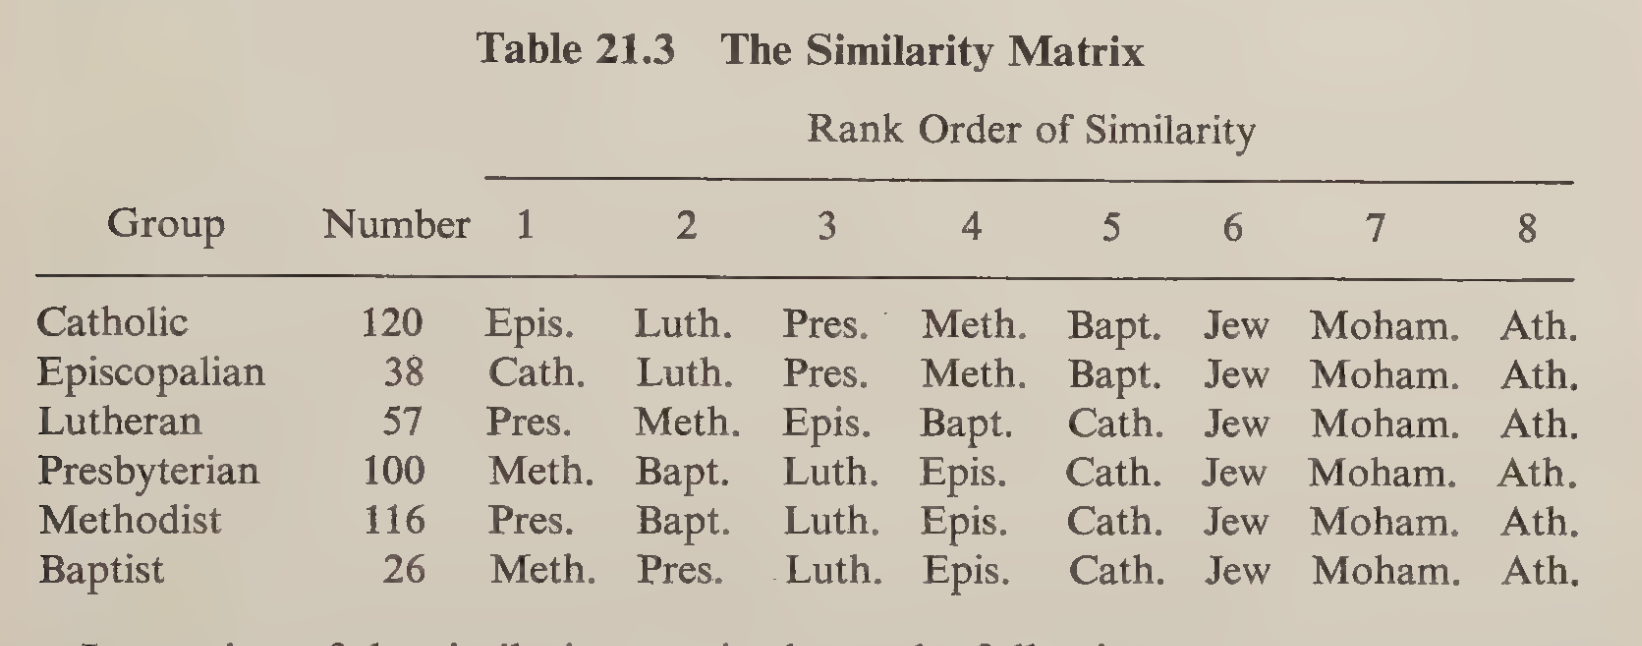 Table 21.3 The Similarity Matrix
Rank Order of Similarity
Group Number 1 2 3 4 5 6 7 8
Catholic 120 Epis. Luth. Pres. Meth. Bapt. Jew Moham. Ath.
Episcopalian 38 Cath. Luth. Pres. Meth. Bapt. Jew Moham. Ath.
Lutheran 57 Pres. Meth. Epis. Bapt. Cath. Jew Moham. Ath.
Presbyterian 100 Meth. Bapt. Luth. Epis. Cath. Jew Moham. Ath.
Methodist 116 Pres. Bapt. Luth. Epis. Cath. Jew Moham. Ath.
Baptist 26 Meth. Pres. Luth. Epis. Cath. Jew Moham. Ath.